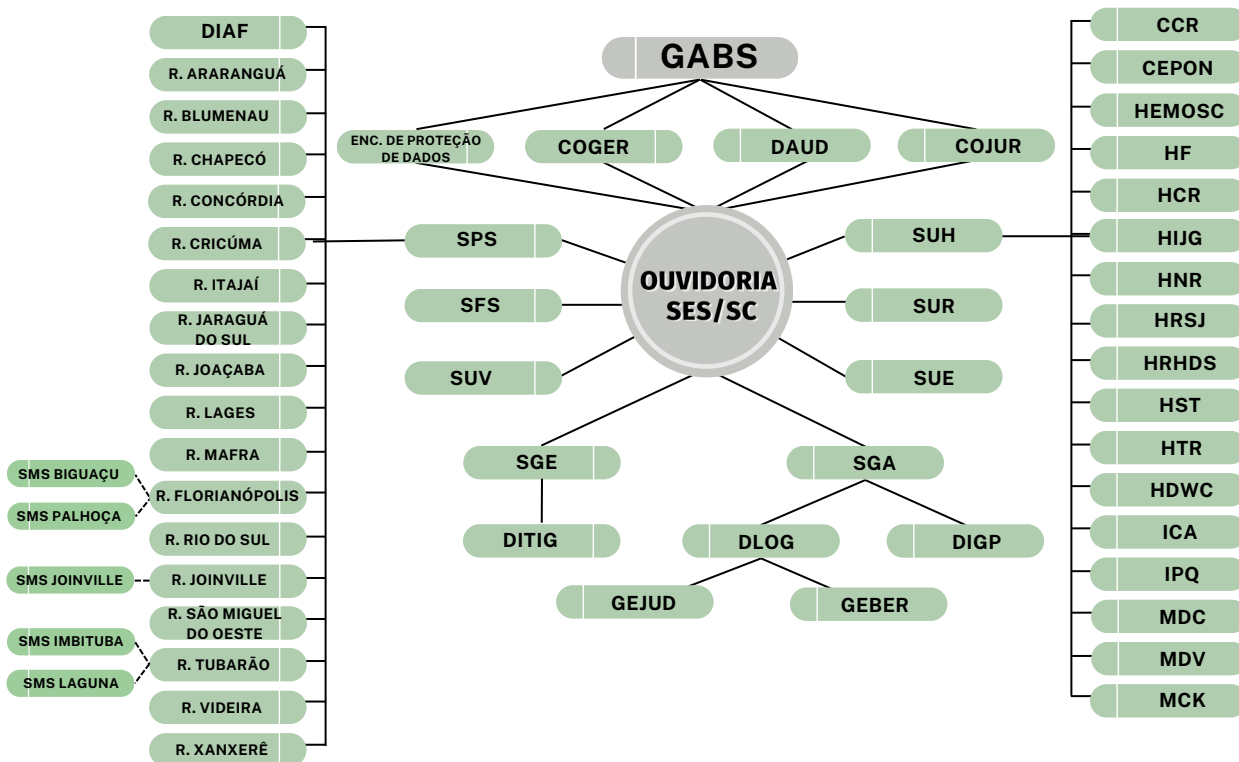 DIAF
R. ARARANGUÁ
R. BLUMENAU
R. CHAPECÓ
R. CONCÓRDIA
R. CRICÚMA
R. ITAJAÍ
R. JARAGUÁ
DO SUL
R. JOAÇABA
R. LAGES
R. MAFRA
R. FLORIANÓPOLIS
R. RIO DO SUL
R. JOINVILLE
R. SÃO MIGUEL
DO OESTE
R. TUBARÃO
R. VIDEIRA
R. XANXERÊ
SMS BIGUAÇU
SMS PALHOÇA
SMS JOINVILLE
SMS IMBITUBA
SMS LAGUNA
GABS
ENC. DE PROTEÇÃO
DE DADOS
COGER
DAUD
COJUR
SPS
SFS
SUV
OUVIDORIA
SES/SC
SUH
SUR
SUE
SGE
SGA
DITIG
DLOG
DIGP
GEJUD
GEBER
CCR
CEPON
HEMOSC
HF
HCR
HIJG
HNR
HRSJ
HRHDS
HST
HTR
HDWC
ICA
IPQ
MDC
MDV
MCK